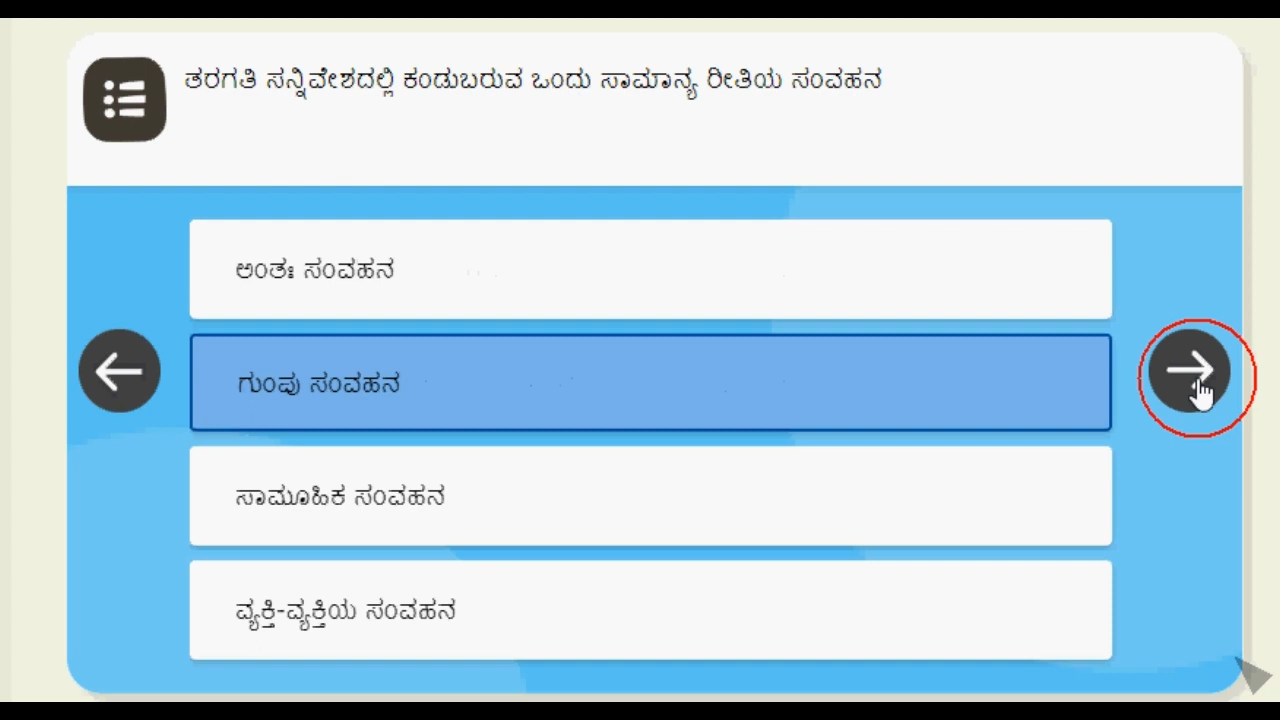 ತರಗತಿ ಸನ್ನಿವೇಶದಲ್ಲಿ ಕಂಡುಬರುವ ಒಂದು ಸಾಮಾನ್ಯ ರೀತಿಯ ಸಂವಹನ
ಅಂತಃ ಸಂವಹನ
ಗುಂಪು ಸಂವಹನ
ಸಾಮೂಹಿಕ ಸಂವಹನ
ವ್ಯಕ್ತಿ-ವ್ಯಕ್ತಿಯ ಸಂವಹನ